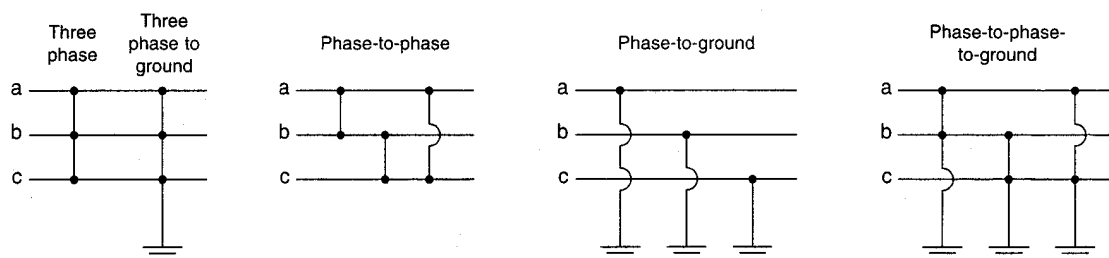 Three
phase
Three
phase to
ground
a
b
c
Phase-to-phase
a
b
c
Phase-to-ground
a
b
c
Phase-to-phase-
to-ground
a
b
c